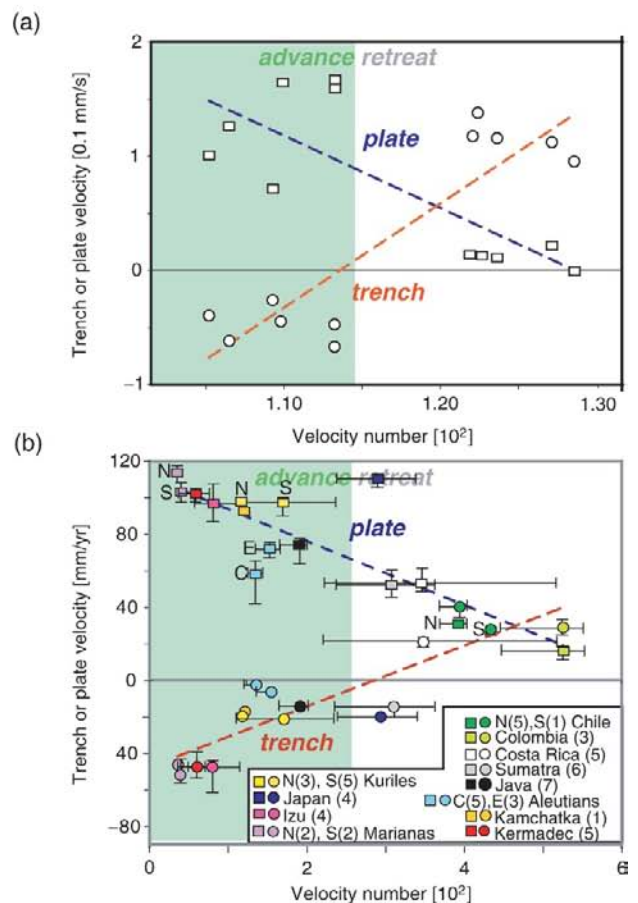 (a)
advance retreat
plate
trench
Trench or plate velocity [0.1 mm/s]
2
1
0
−1
1.10
1.20
1.30
Velocity number [10²]
(b)
advance retreat
plate
trench
Trench or plate velocity [mm/yr]
120
80
40
0
40
−80
N
S
N
S
E
C
N
S
N(5),S(1) Chile
Colombia (3)
Costa Rica (5)
Sumatra (6)
Java (7)
C(5),E(3) Aleutians
Kamchatka (1)
Kermadec (5)
N(3), S(5) Kuriles
Japan (4)
Izu (4)
N(2), S(2) Marianas
0
2
4
6
Velocity number [10²]